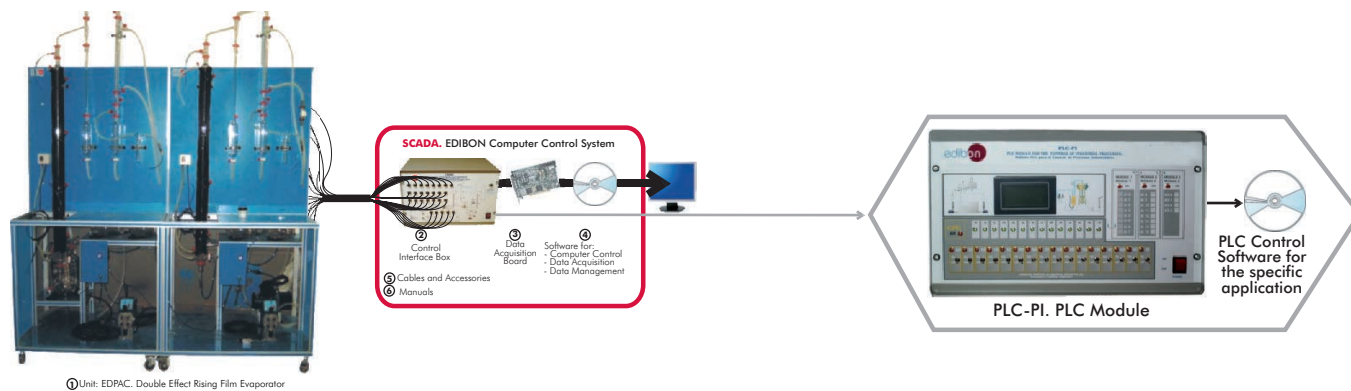 SCADA. EDIBON Computer Control System
②
Control
Interface Box
③
Data
Acquisition
Board
④
Software for:
- Computer Control
- Data Acquisition
- Data Management
⑤ Cables and Accessories
⑥ Manuals
① Unit: EDPAC. Double Effect Rising Film Evaporator
edibon
PLC-PI
PLC-PI. PLC Module
PLC Control
Software for
the specific
application